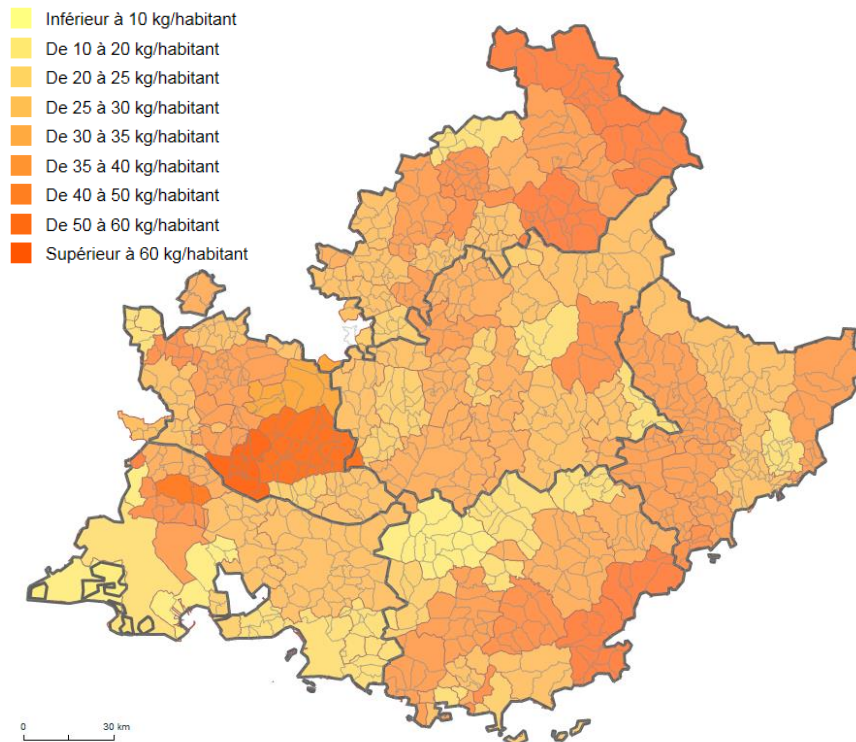 Inférieur à 10 kg/habitant
De 10 à 20 kg/habitant
De 20 à 25 kg/habitant
De 25 à 30 kg/habitant
De 30 à 35 kg/habitant
De 35 à 40 kg/habitant
De 40 à 50 kg/habitant
De 50 à 60 kg/habitant
Supérieur à 60 kg/habitant
0 30 km